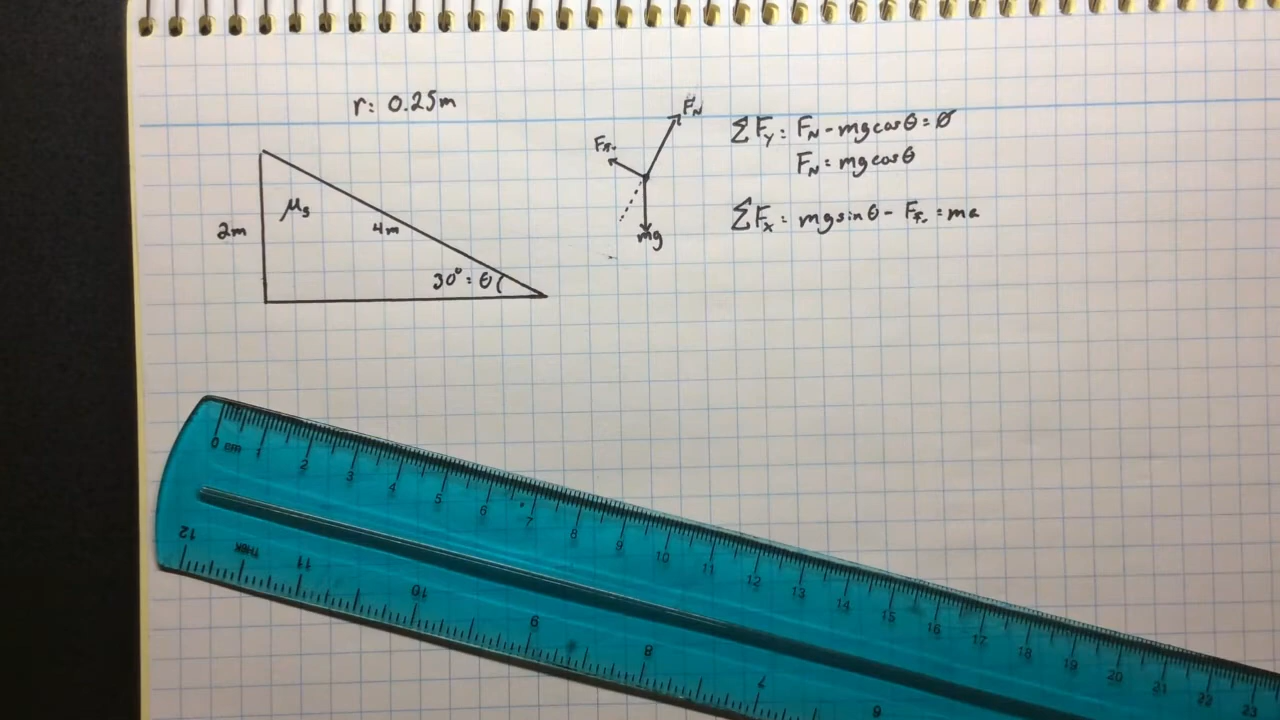 r: 0.25m
2m
μs
4m
30° = θ
FN
Ffr
mg
ΣFy = FN - mgcosθ = 0
FN = mgcosθ
ΣFx = mgsinθ - Ffr = ma
0 cm 1 2 3 4 5 6 7 8 9 10 11 12 13 14 15 16 17 18 19 20 21 22 23
12 11 10 9 8 7 6